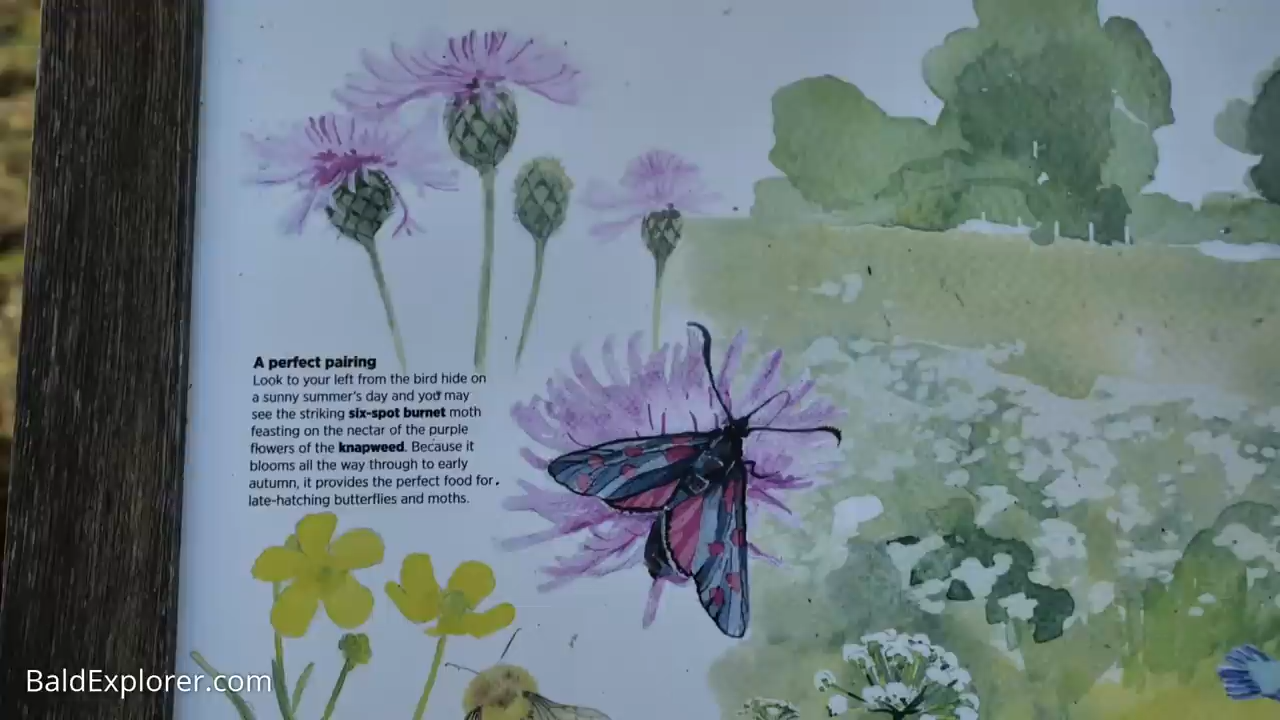 A perfect pairing
Look to your left from the bird hide on
a sunny summer's day and you may
see the striking six-spot burnet moth
feasting on the nectar of the purple
flowers of the knapweed. Because it
blooms all the way through to early
autumn, it provides the perfect food for
late-hatching butterflies and moths.
BaldExplorer.com